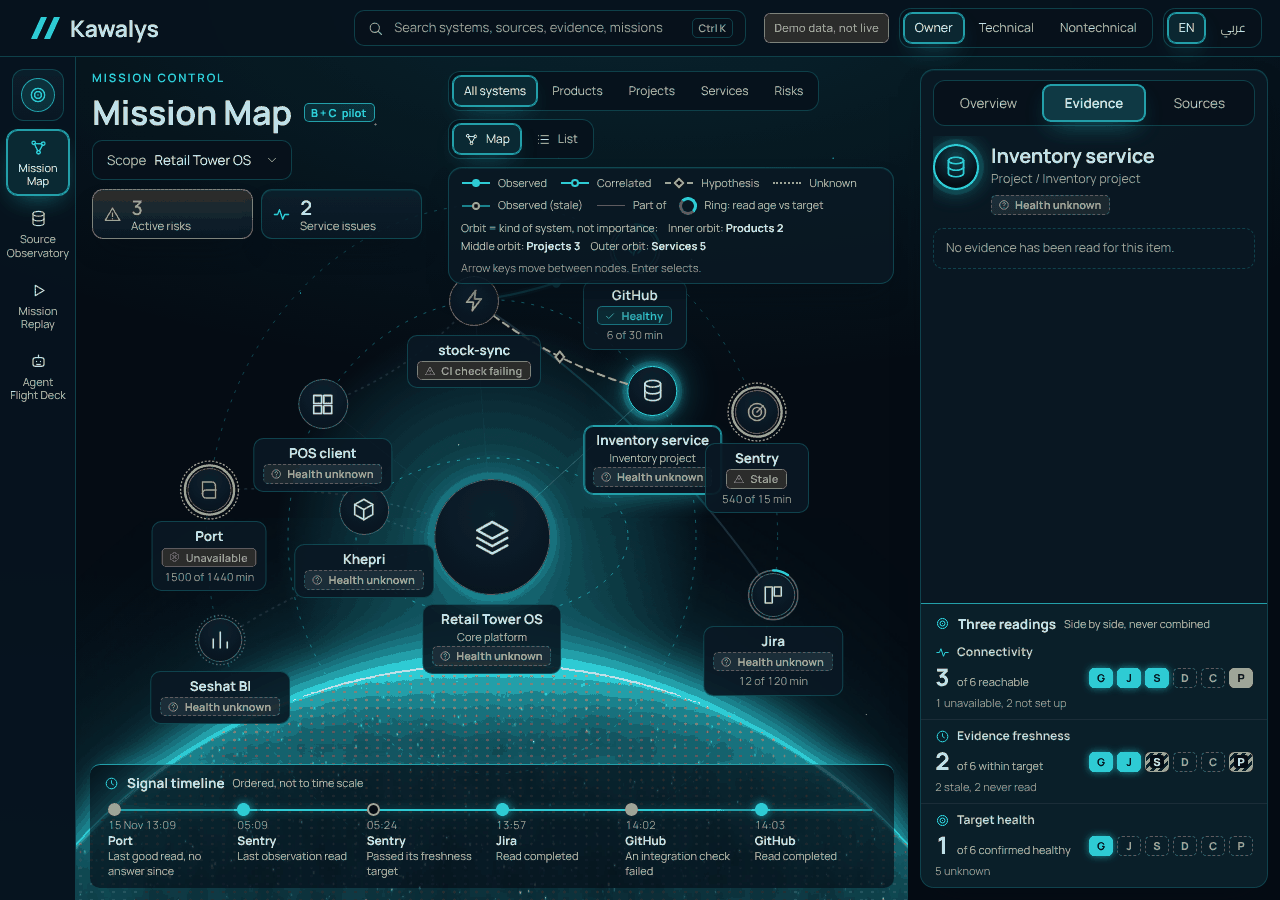 Kawalys
Search systems, sources, evidence, missions
Ctrl K
Demo data, not live
Owner
Technical
Nontechnical
EN
عربي
Mission
Map
Source
Observatory
Mission
Replay
Agent
Flight Deck
MISSION CONTROL
Mission Map
B + C pilot
Scope Retail Tower OS
3
Active risks
2
Service issues
All systems
Products
Projects
Services
Risks
Map
List
Observed
Correlated
Hypothesis
Unknown
Observed (stale)
Part of
Ring: read age vs target
Orbit = kind of system, not importance: Inner orbit: Products 2
Middle orbit: Projects 3 Outer orbit: Services 5
Arrow keys move between nodes. Enter selects.
GitHub
Healthy
6 of 30 min
stock-sync
CI check failing
Inventory service
Inventory project
Health unknown
Sentry
Stale
540 of 15 min
POS client
Health unknown
Port
Unavailable
1500 of 1440 min
Khepri
Health unknown
Retail Tower OS
Core platform
Health unknown
Jira
Health unknown
12 of 120 min
Seshat BI
Health unknown
Signal timeline Ordered, not to time scale
15 Nov 13:09
Port
Last good read, no
answer since
05:09
Sentry
Last observation read
05:24
Sentry
Passed its freshness
target
13:57
Jira
Read completed
14:02
GitHub
An integration check
failed
14:03
GitHub
Read completed
Overview
Evidence
Sources
Inventory service
Project / Inventory project
Health unknown
No evidence has been read for this item.
Three readings Side by side, never combined
Connectivity
3 of 6 reachable
G J S D C P
1 unavailable, 2 not set up
Evidence freshness
2 of 6 within target
G J S D C P
2 stale, 2 never read
Target health
1 of 6 confirmed healthy
G J S D C P
5 unknown